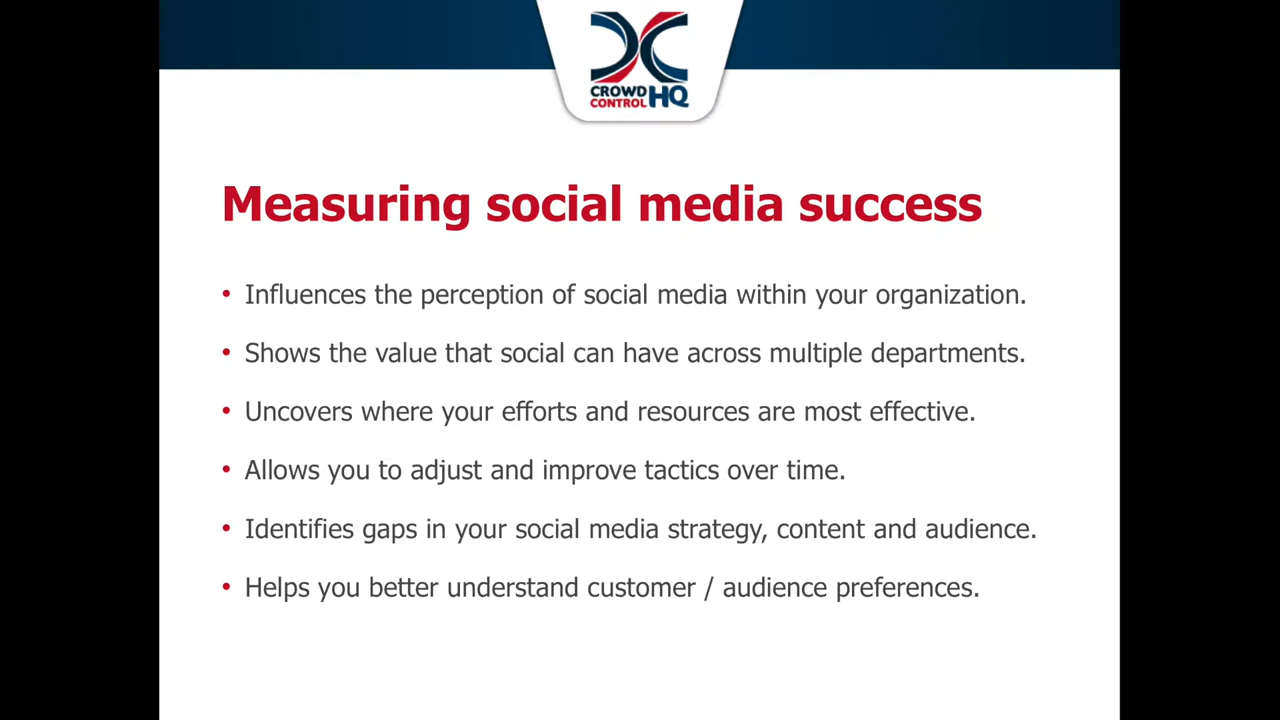 CROWD
CONTROL HQ
Measuring social media success
• Influences the perception of social media within your organization.
• Shows the value that social can have across multiple departments.
• Uncovers where your efforts and resources are most effective.
• Allows you to adjust and improve tactics over time.
• Identifies gaps in your social media strategy, content and audience.
• Helps you better understand customer / audience preferences.